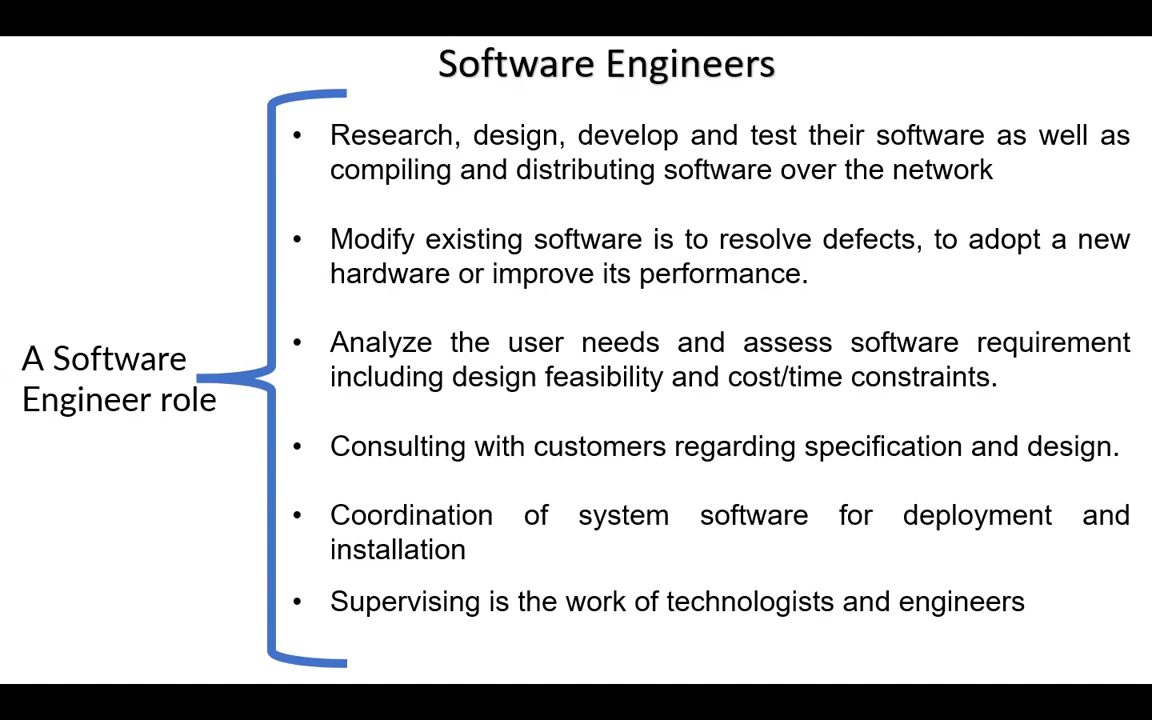 Software Engineers
A Software
Engineer role
• Research, design, develop and test their software as well as
compiling and distributing software over the network
• Modify existing software is to resolve defects, to adopt a new
hardware or improve its performance.
• Analyze the user needs and assess software requirement
including design feasibility and cost/time constraints.
• Consulting with customers regarding specification and design.
• Coordination of system software for deployment and
installation
• Supervising is the work of technologists and engineers